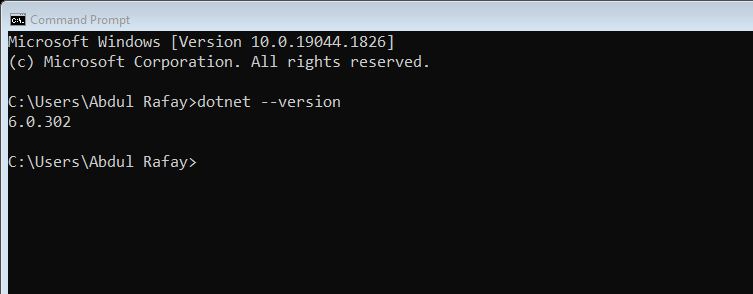 Command Prompt
Microsoft Windows [Version 10.0.19044.1826]
(c) Microsoft Corporation. All rights reserved.
C:\Users\Abdul Rafay>dotnet --version
6.0.302
C:\Users\Abdul Rafay>